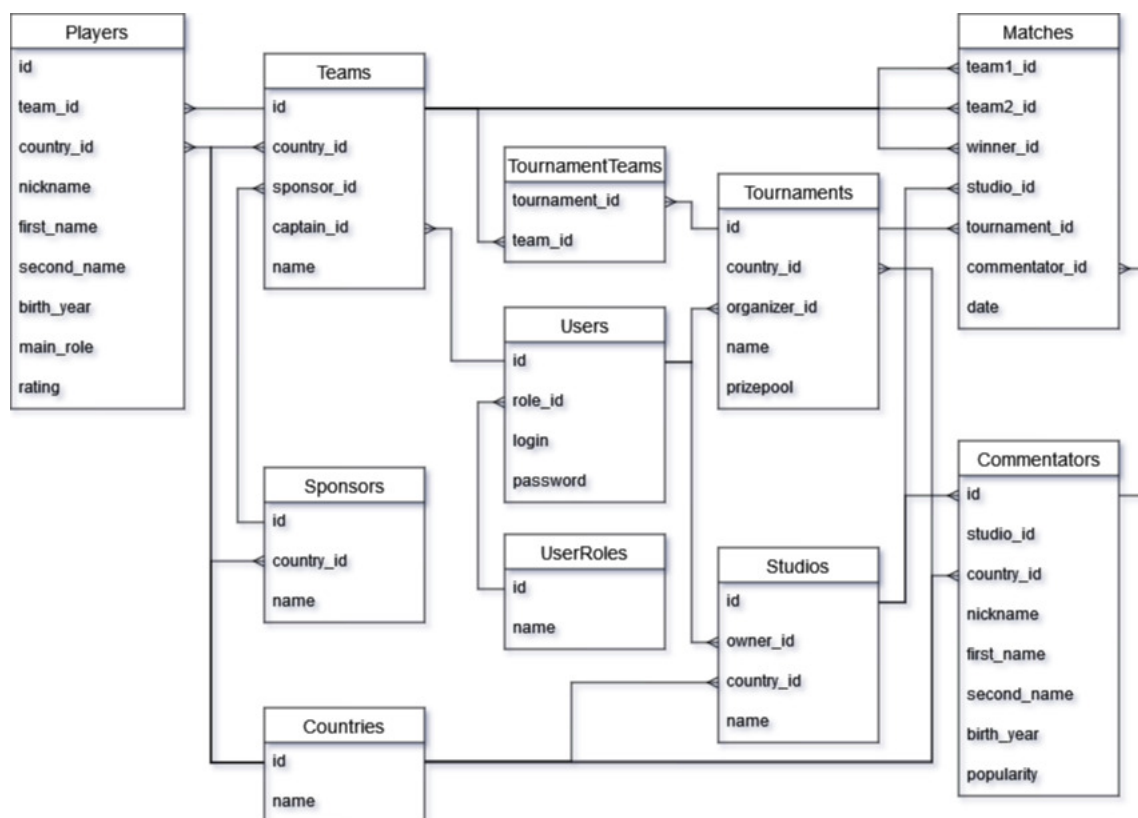 Players
id
team_id
country_id
nickname
first_name
second_name
birth_year
main_role
rating
Teams
id
country_id
sponsor_id
captain_id
name
Sponsors
id
country_id
name
Countries
id
name
TournamentTeams
tournament_id
team_id
Users
id
role_id
login
password
UserRoles
id
name
Tournaments
id
country_id
organizer_id
name
prizepool
Studios
id
owner_id
country_id
name
Matches
team1_id
team2_id
winner_id
studio_id
tournament_id
commentator_id
date
Commentators
id
studio_id
country_id
nickname
first_name
second_name
birth_year
popularity